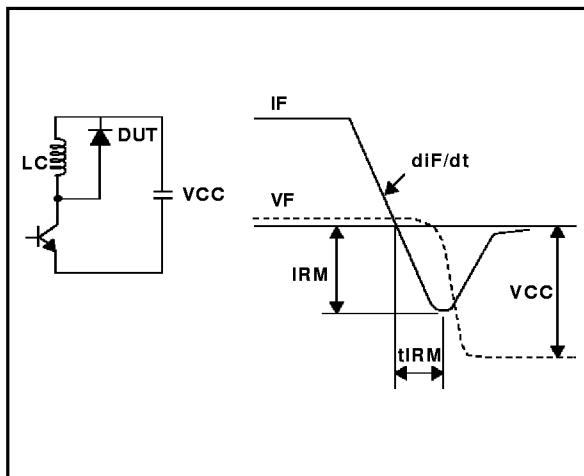 IF
DUT
diF/dt
LC
VCC
VF
IRM
VCC
tIRM